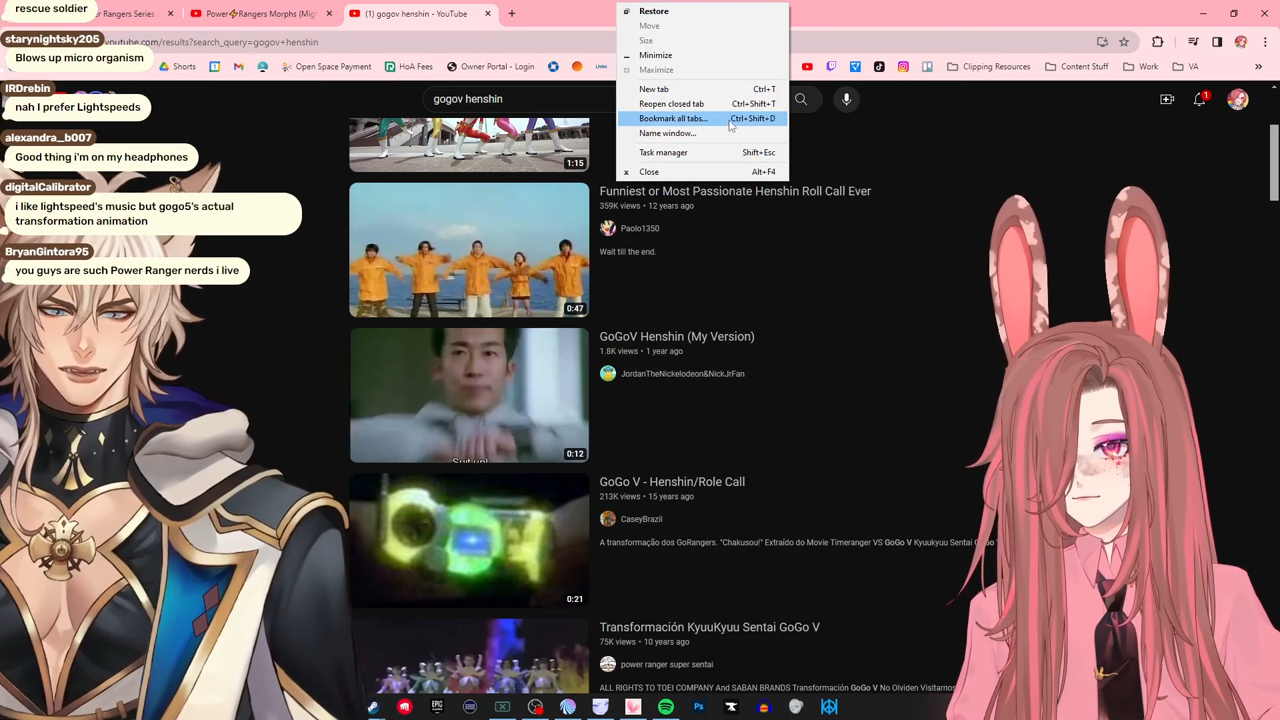 rescue soldier
starynightsky205
Blows up micro organism
IRDrebin
nah I prefer Lightspeeds
alexandra_b007
Good thing i'm on my headphones
digitalCalibrator
i like lightspeed's music but gogo5's actual
transformation animation
BryanGintora95
you guys are such Power Ranger nerds i live
er Rangers Series 2
Power⚡Rangers Morphs (Mig
(1) gogov henshin - YouTube
youtube.com/results?search_query=gogov+henshin
Shorts
Open Space Payment
HoA Fees
Owner Portal - Login
Clipping Resources
Content Stuff
Work
VA
gogov henshin
1
Restore
Move
Size
Minimize
Maximize
New tab Ctrl+T
Reopen closed tab Ctrl+Shift+T
Bookmark all tabs... Ctrl+Shift+D
Name window...
Task manager Shift+Esc
Close Alt+F4
1:15
Funniest or Most Passionate Henshin Roll Call Ever
359K views • 12 years ago
Paolo1350
Wait till the end.
0:47
GoGoV Henshin (My Version)
1.8K views • 1 year ago
JordanTheNickelodeon&NickJrFan
Suit up!
0:12
GoGo V - Henshin/Role Call
213K views • 15 years ago
CaseyBrazil
A transformação dos GoRangers. "Chakusou!" Extraído do Movie Timeranger VS GoGo V Kyuukyuu Sentai
0:21
Transformación KyuuKyuu Sentai GoGo V
75K views • 10 years ago
power ranger super sentai
ALL RIGHTS TO TOEI COMPANY And SABAN BRANDS Transformación GoGo V No Olviden Visitarnos
Ps